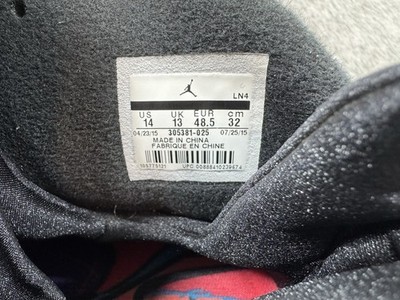 LN4
US UK EUR cm
14 13 48.5 32
04/23/15 305381-025 07/25/15
MADE IN CHINA
FABRIQUE EN CHINE
UPC:00888410239674